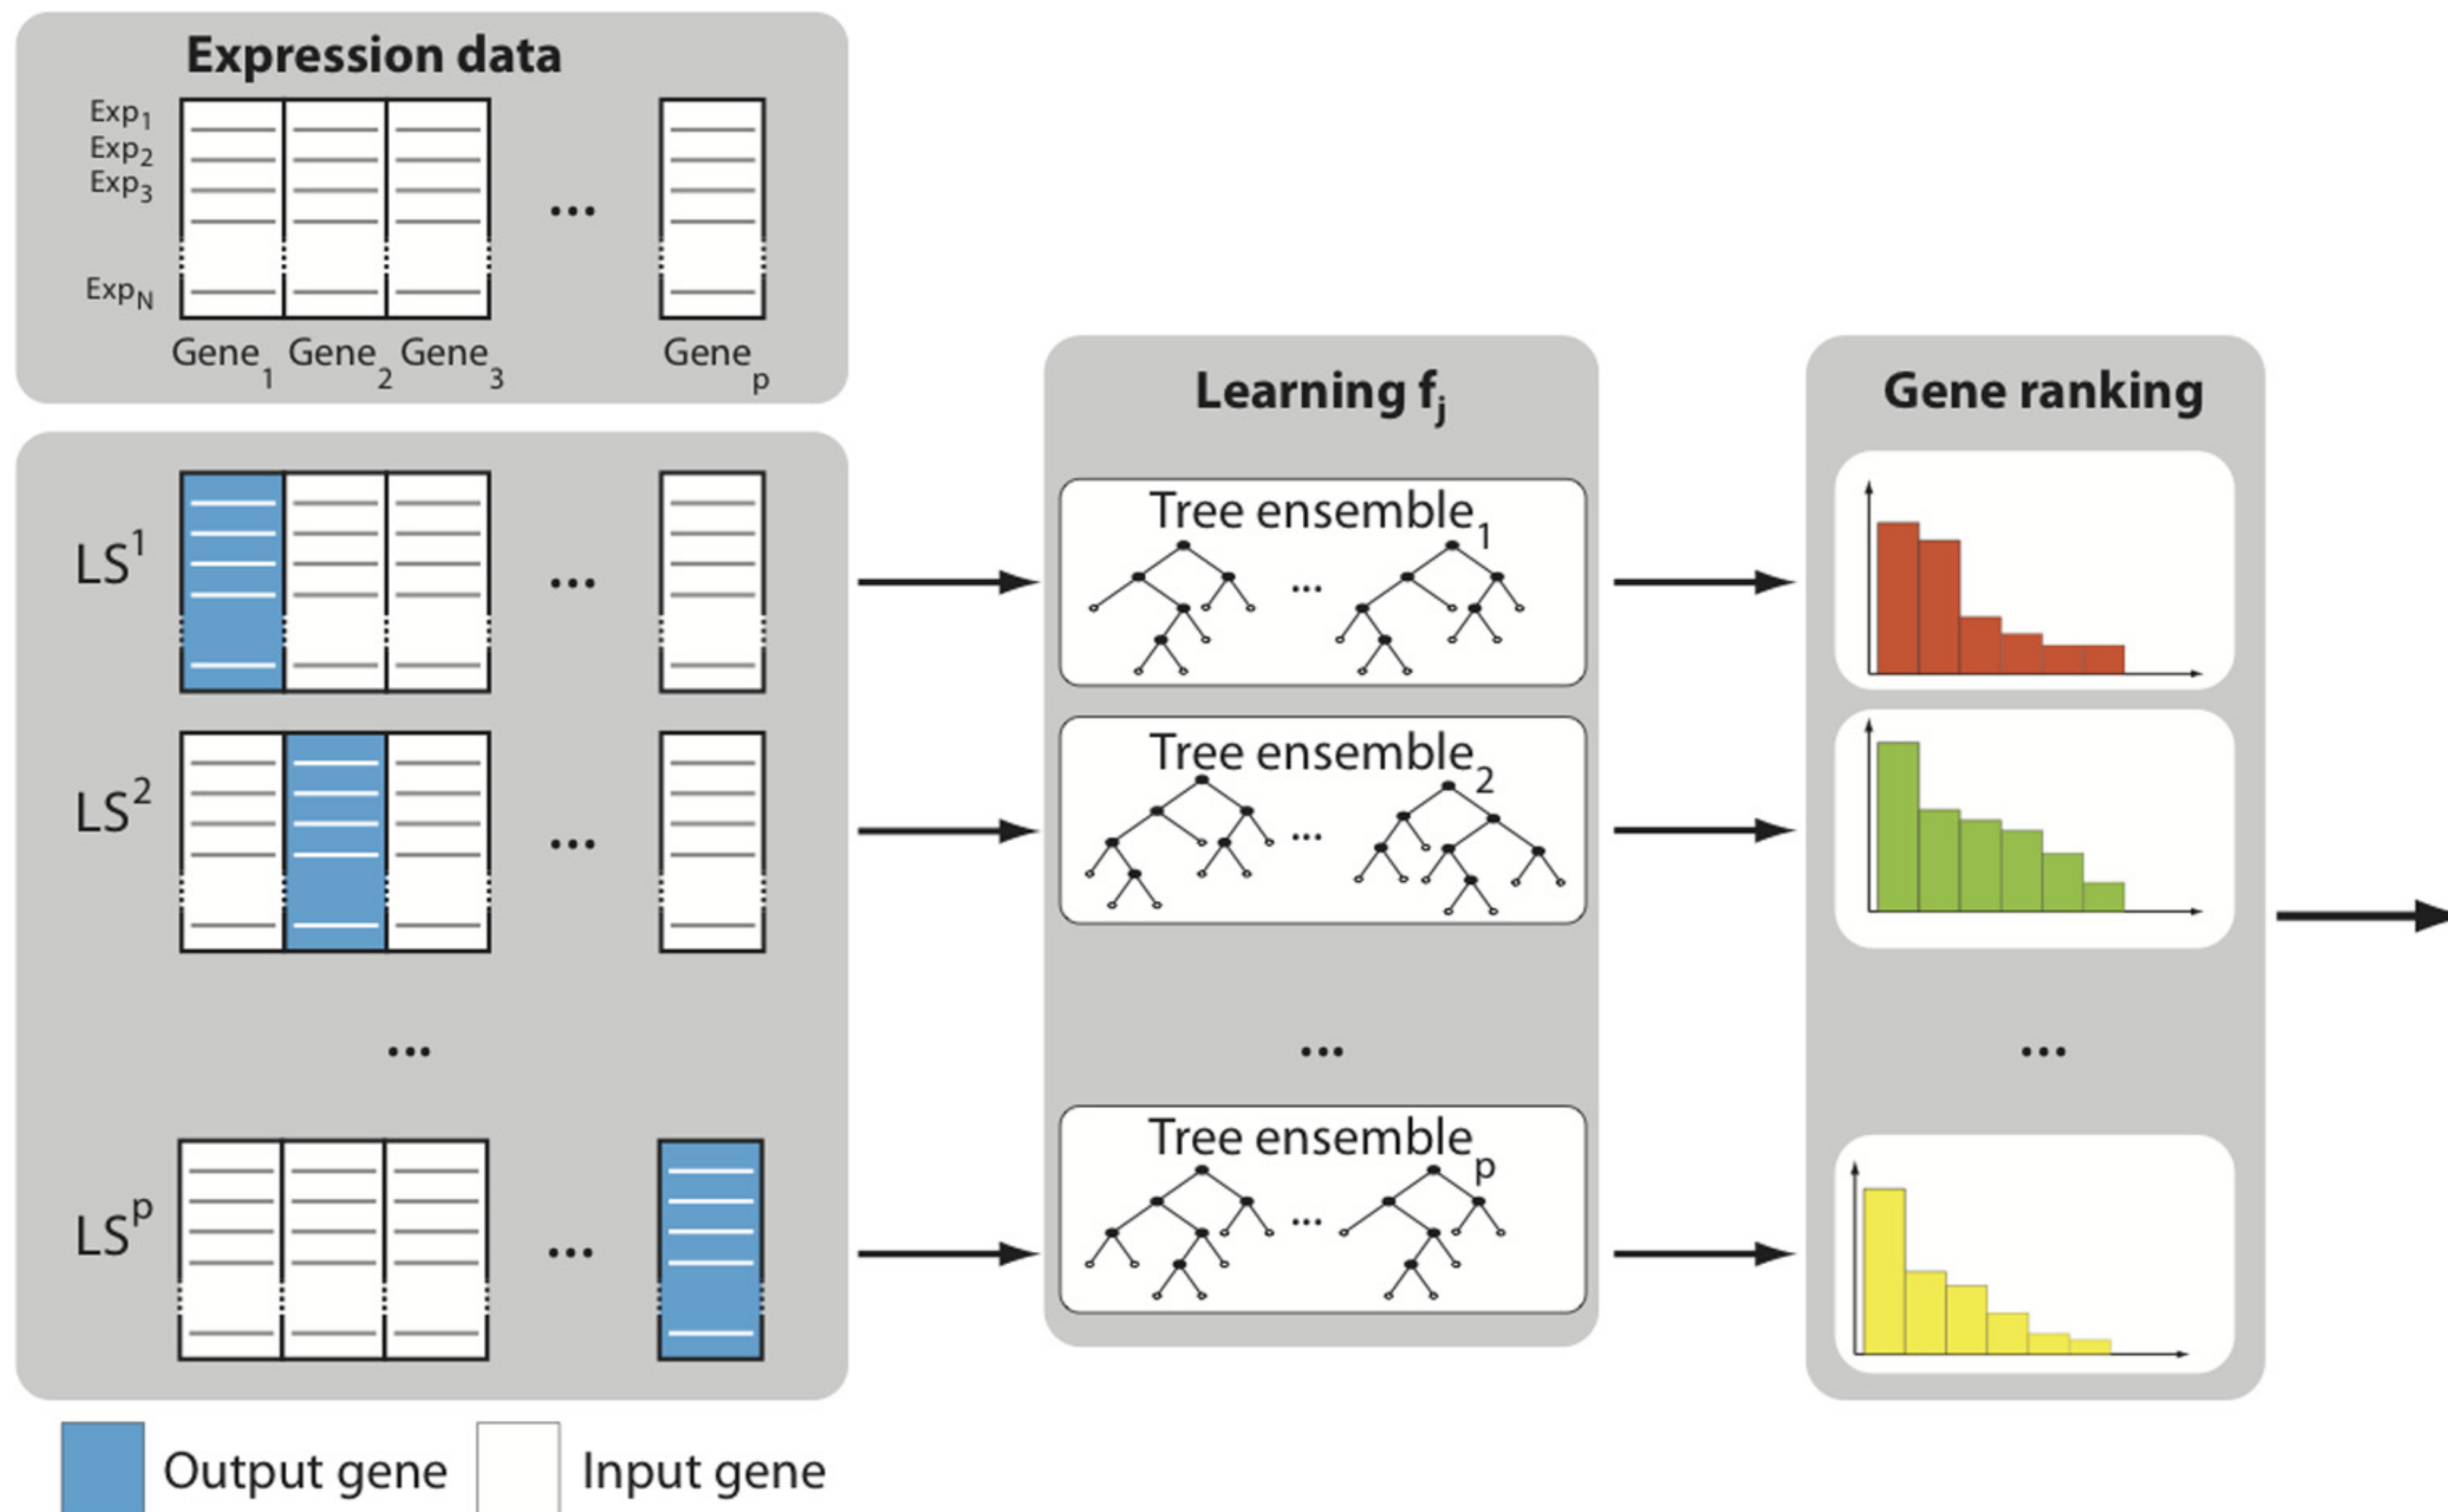 Expression data
Exp1
Exp2
Exp3
...
ExpN
Gene1 Gene2 Gene3 Genep
Learning fj
Gene ranking
LS1
...
Tree ensemble1
...
LS2
...
Tree ensemble2
...
...
...
...
LSp
...
Tree ensemblep
...
Output gene
Input gene